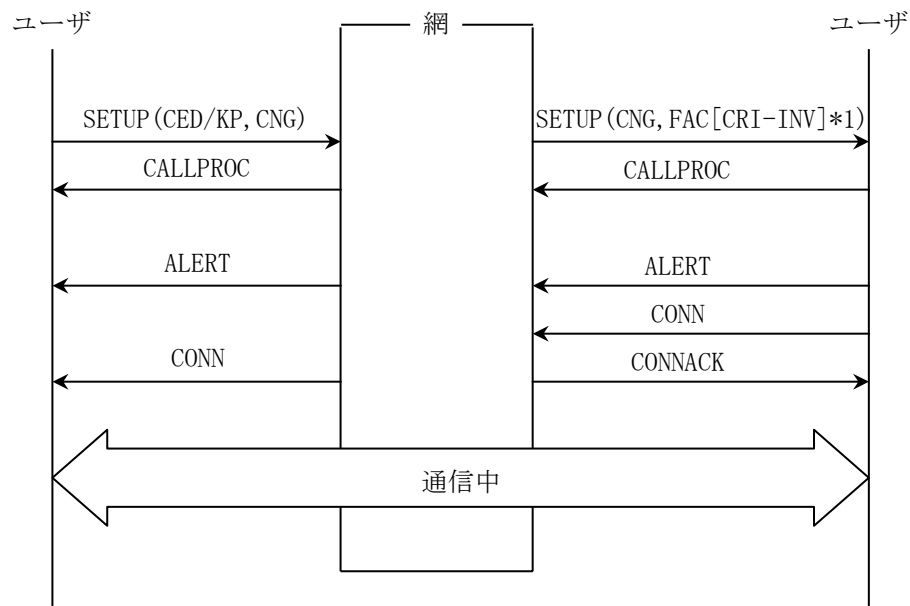 ユーザ
網
ユーザ
SETUP(CED/KP,CNG)
SETUP(CNG,FAC[CRI-INV]*1)
CALLPROC
CALLPROC
ALERT
ALERT
CONN
CONN
CONNACK
通信中